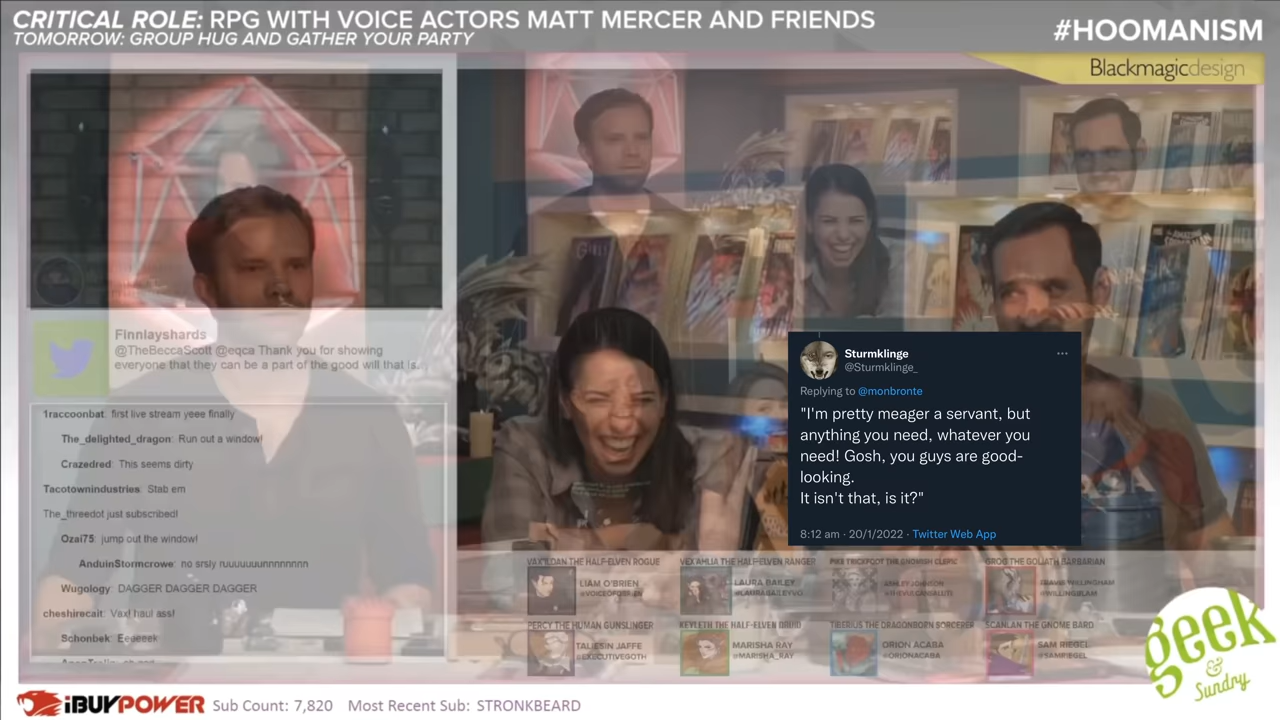 CRITICAL ROLE: RPG WITH VOICE ACTORS MATT MERCER AND FRIENDS
TOMORROW: GROUP HUG AND GATHER YOUR PARTY
#HOOMANISM
Blackmagicdesign
Finnlayshards
@TheBeccaScott @eqca Thank you for showing
everyone that they can be a part of the good will that is...
1raccoonbat: first live stream yeee finally
The_delighted_dragon: Run out a window!
Crazedred: This seems dirty
Tacotownindustries: Stab em
The_threedot just subscribed!
Ozai75: jump out the window!
AnduinStormcrowe: no srsly ruuuuuuunnnnnnnnn
Wugology: DAGGER DAGGER DAGGER
cheshirecait: Vax! haul ass!
Schonbek: Eeeeeek
Sturmklinge
@Sturmklinge_
Replying to @monbronte
"I'm pretty meager a servant, but
anything you need, whatever you
need! Gosh, you guys are good-
looking.
It isn't that, is it?"
8:12 am · 20/1/2022 · Twitter Web App
VAX'ILDAN THE HALF-ELVEN ROGUE
LIAM O'BRIEN
VEX'AHLIA THE HALF-ELVEN RANGER
LAURA BAILEY
PIKE TRICKFOOT THE GNOMISH CLERIC
ASHLEY JOHNSON
GROG THE GOLIATH BARBARIAN
TRAVIS WILLINGHAM
PERCY THE HUMAN GUNSLINGER
TALIESIN JAFFE
@EXECUTIVEGOTH
KEYLETH THE HALF-ELVEN DRUID
MARISHA RAY
@MARISHA_RAY
TIBERIUS THE DRAGONBORN SORCERER
ORION ACABA
@ORIONACABA
SCANLAN THE GNOME BARD
SAM RIEGEL
@SAMRIEGEL
geek
&
Sundry
iBUYPOWER
Sub Count: 7,820 Most Recent Sub: STRONKBEARD